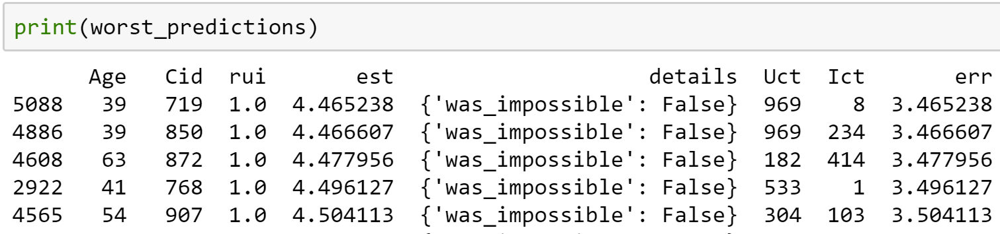 print(worst_predictions)
Age Cid rui est details Uct Ict err
5088 39 719 1.0 4.465238 {'was_impossible': False} 969 8 3.465238
4886 39 850 1.0 4.466607 {'was_impossible': False} 969 234 3.466607
4608 63 872 1.0 4.477956 {'was_impossible': False} 182 414 3.477956
2922 41 768 1.0 4.496127 {'was_impossible': False} 533 1 3.496127
4565 54 907 1.0 4.504113 {'was_impossible': False} 304 103 3.504113